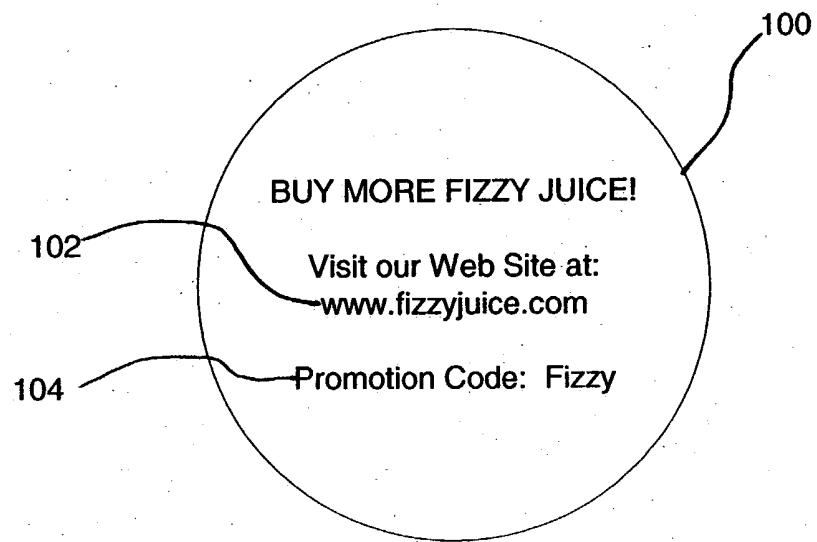 100
BUY MORE FIZZY JUICE!
102
Visit our Web Site at:
www.fizzyjuice.com
104
Promotion Code: Fizzy